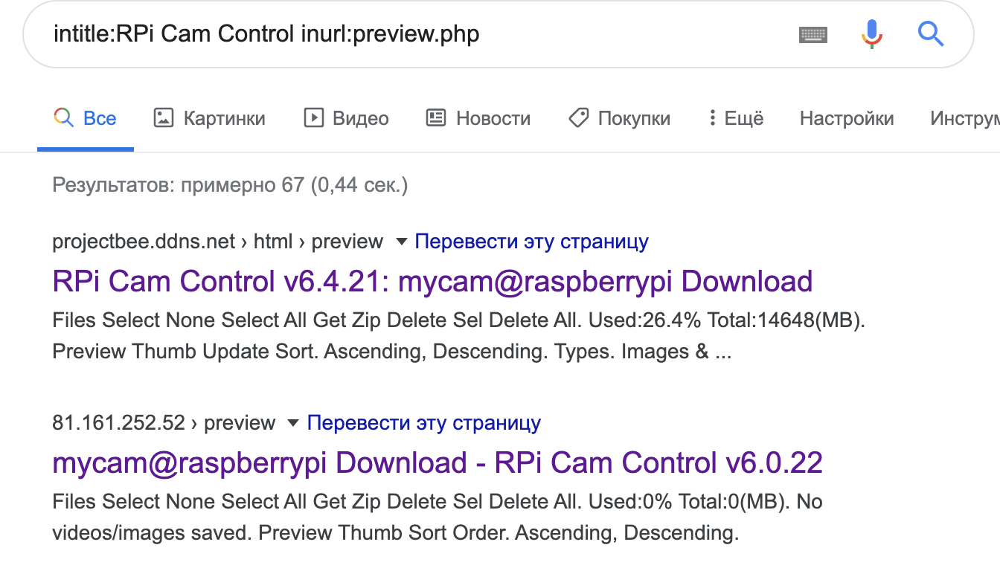 intitle:RPi Cam Control inurl:preview.php
Все Картинки Видео Новости Покупки Ещё Настройки Инструм
Результатов: примерно 67 (0,44 сек.)
projectbee.ddns.net › html › preview Перевести эту страницу
RPi Cam Control v6.4.21: mycam@raspberrypi Download
Files Select None Select All Get Zip Delete Sel Delete All. Used:26.4% Total:14648(MB).
Preview Thumb Update Sort. Ascending, Descending. Types. Images & ...
81.161.252.52 › preview Перевести эту страницу
mycam@raspberrypi Download - RPi Cam Control v6.0.22
Files Select None Select All Get Zip Delete Sel Delete All. Used:0% Total:0(MB). No
videos/images saved. Preview Thumb Sort Order. Ascending, Descending.